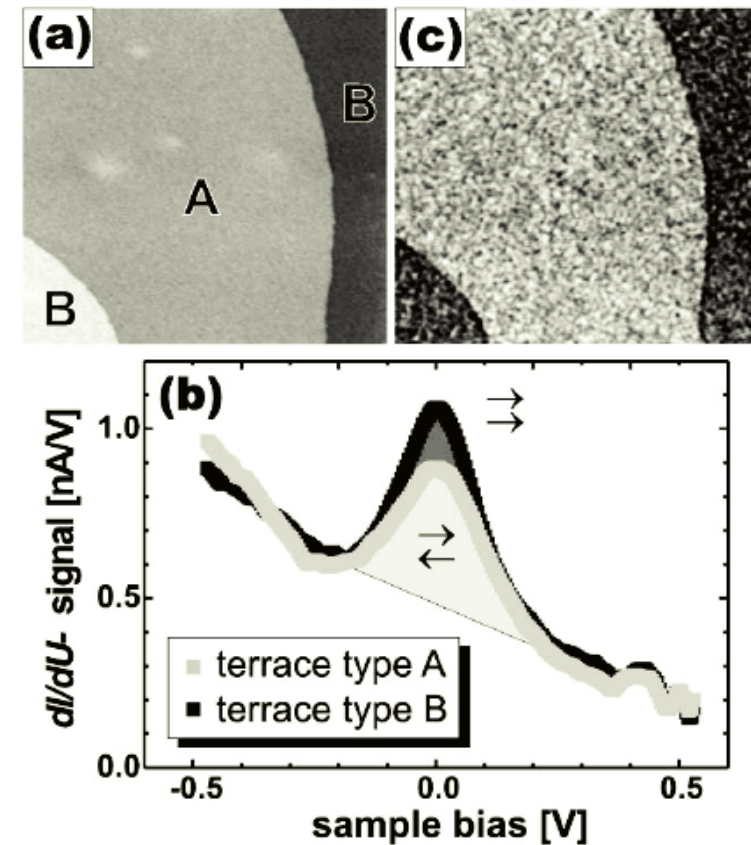 (a)
B
A
B
(c)
(b)
dI/dU- signal [nA/V]
1.0
0.5
0.0
→
→
→
←
terrace type A
terrace type B
-0.5
0.0
0.5
sample bias [V]